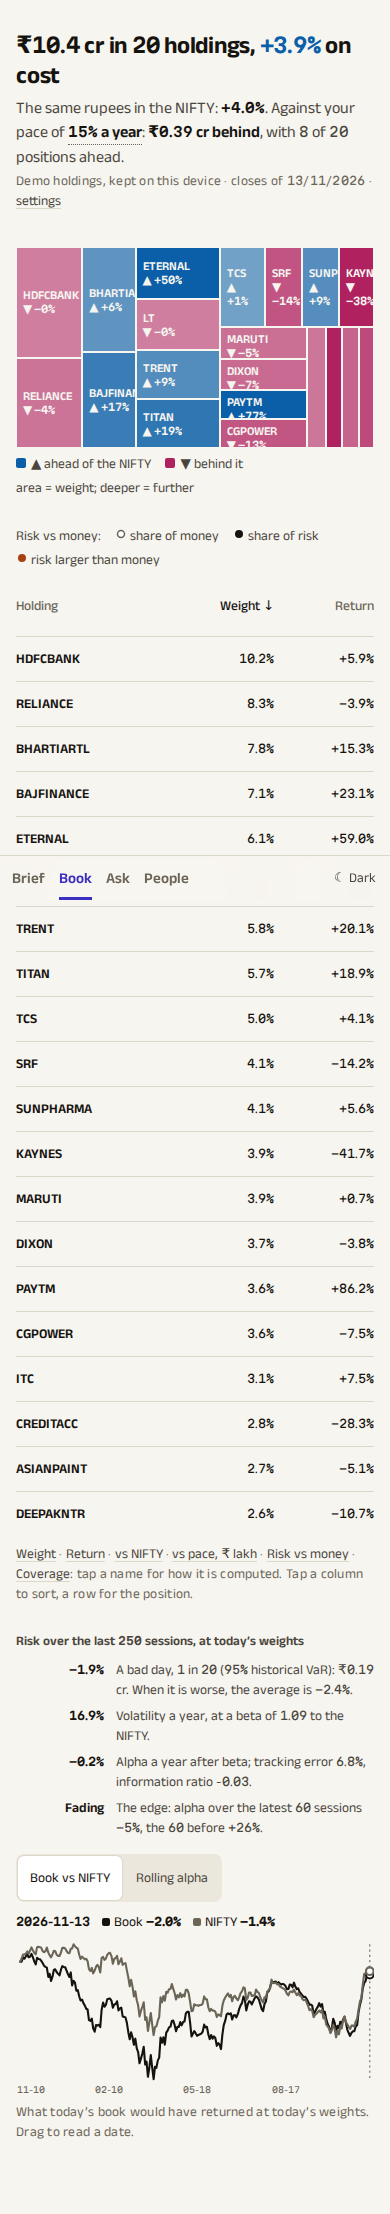 ₹10.4 cr in 20 holdings, +3.9% on
cost
The same rupees in the NIFTY: +4.0%. Against your
pace of 15% a year: ₹0.39 cr behind, with 8 of 20
positions ahead.
Demo holdings, kept on this device · closes of 13/11/2026 ·
settings
HDFCBANK
▼−0%
RELIANCE
▼−4%
BHARTIA
▲+6%
BAJFINAN
▲+17%
ETERNAL
▲+50%
LT
▼−0%
TRENT
▲+9%
TITAN
▲+19%
TCS
▲
+1%
SRF
▼
−14%
SUNP
▲
+9%
KAYN
▼
−38%
MARUTI
▼−5%
DIXON
▼−7%
PAYTM
▲+77%
CGPOWER
▼−13%
▲ ahead of the NIFTY ▼ behind it
area = weight; deeper = further
Risk vs money: share of money share of risk
risk larger than money
Holding Weight ↓ Return
HDFCBANK 10.2% +5.9%
RELIANCE 8.3% −3.9%
BHARTIARTL 7.8% +15.3%
BAJFINANCE 7.1% +23.1%
ETERNAL 6.1% +59.0%
Brief Book Ask People ☾ Dark
TRENT 5.8% +20.1%
TITAN 5.7% +18.9%
TCS 5.0% +4.1%
SRF 4.1% −14.2%
SUNPHARMA 4.1% +5.6%
KAYNES 3.9% −41.7%
MARUTI 3.9% +0.7%
DIXON 3.7% −3.8%
PAYTM 3.6% +86.2%
CGPOWER 3.6% −7.5%
ITC 3.1% +7.5%
CREDITACC 2.8% −28.3%
ASIANPAINT 2.7% −5.1%
DEEPAKNTR 2.6% −10.7%
Weight · Return · vs NIFTY · vs pace, ₹ lakh · Risk vs money ·
Coverage: tap a name for how it is computed. Tap a column
to sort, a row for the position.
Risk over the last 250 sessions, at today's weights
−1.9% A bad day, 1 in 20 (95% historical VaR): ₹0.19
cr. When it is worse, the average is −2.4%.
16.9% Volatility a year, at a beta of 1.09 to the
NIFTY.
−0.2% Alpha a year after beta; tracking error 6.8%,
information ratio -0.03.
Fading The edge: alpha over the latest 60 sessions
−5%, the 60 before +26%.
Book vs NIFTY Rolling alpha
2026-11-13 Book −2.0% NIFTY −1.4%
11-10 02-10 05-18 08-17
What today's book would have returned at today's weights.
Drag to read a date.